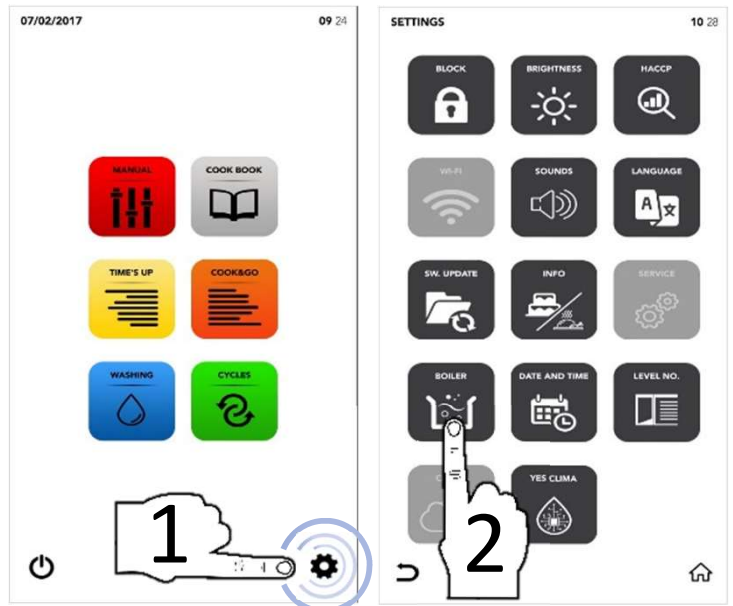 07/02/2017 09 24
MANUAL COOK BOOK
TIME'S UP COOK&GO
WASHING CYCLES
1
SETTINGS 10 28
BLOCK BRIGHTNESS HACCP
WI-FI SOUNDS LANGUAGE
A
SW. UPDATE INFO SERVICE
BOILER DATE AND TIME LEVEL NO.
YES CLIMA
2